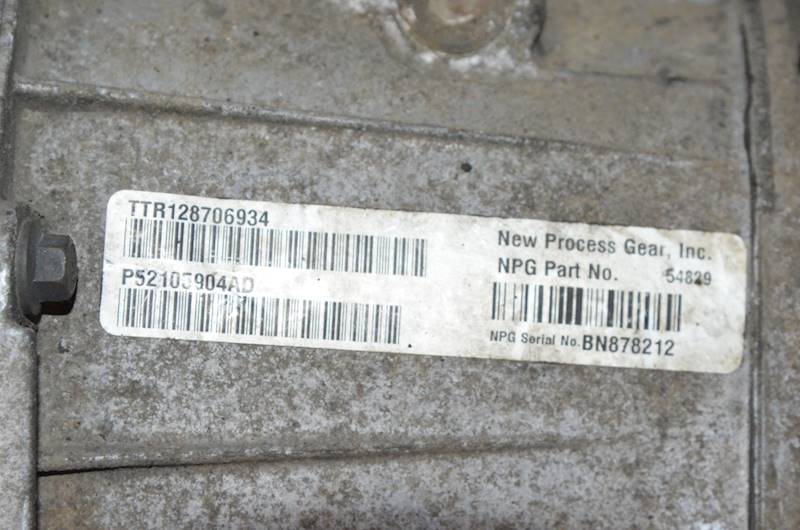 TTR128706934
P52105904AD
New Process Gear, Inc.
NPG Part No. 54829
NPG Serial No. BN878212